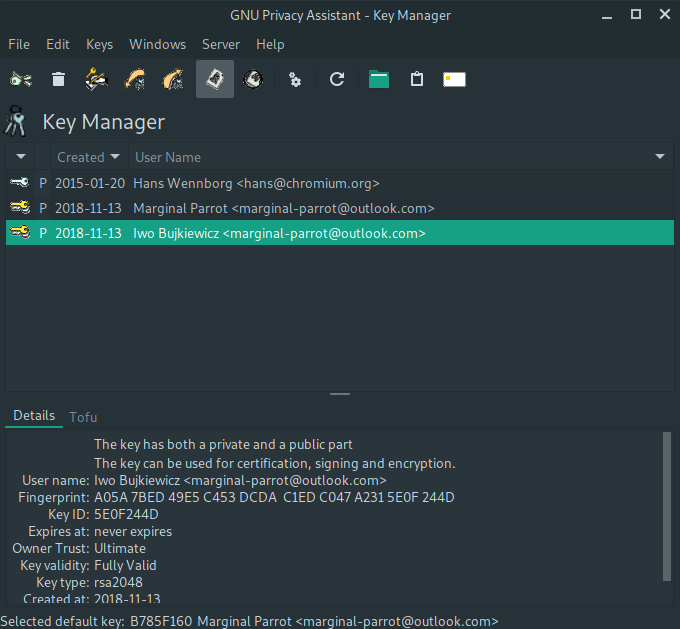 GNU Privacy Assistant - Key Manager
File Edit Keys Windows Server Help
Key Manager
Created User Name
P 2015-01-20 Hans Wennborg <hans@chromium.org>
P 2018-11-13 Marginal Parrot <marginal-parrot@outlook.com>
P 2018-11-13 Iwo Bujkiewicz <marginal-parrot@outlook.com>
Details Tofu
The key has both a private and a public part
The key can be used for certification, signing and encryption.
User name: Iwo Bujkiewicz <marginal-parrot@outlook.com>
Fingerprint: A05A 7BED 49E5 C453 DCDA  C1ED C047 A231 5E0F 244D
Key ID: 5E0F244D
Expires at: never expires
Owner Trust: Ultimate
Key validity: Fully Valid
Key type: rsa2048
Created at: 2018-11-13
Selected default key: B785F160 Marginal Parrot <marginal-parrot@outlook.com>